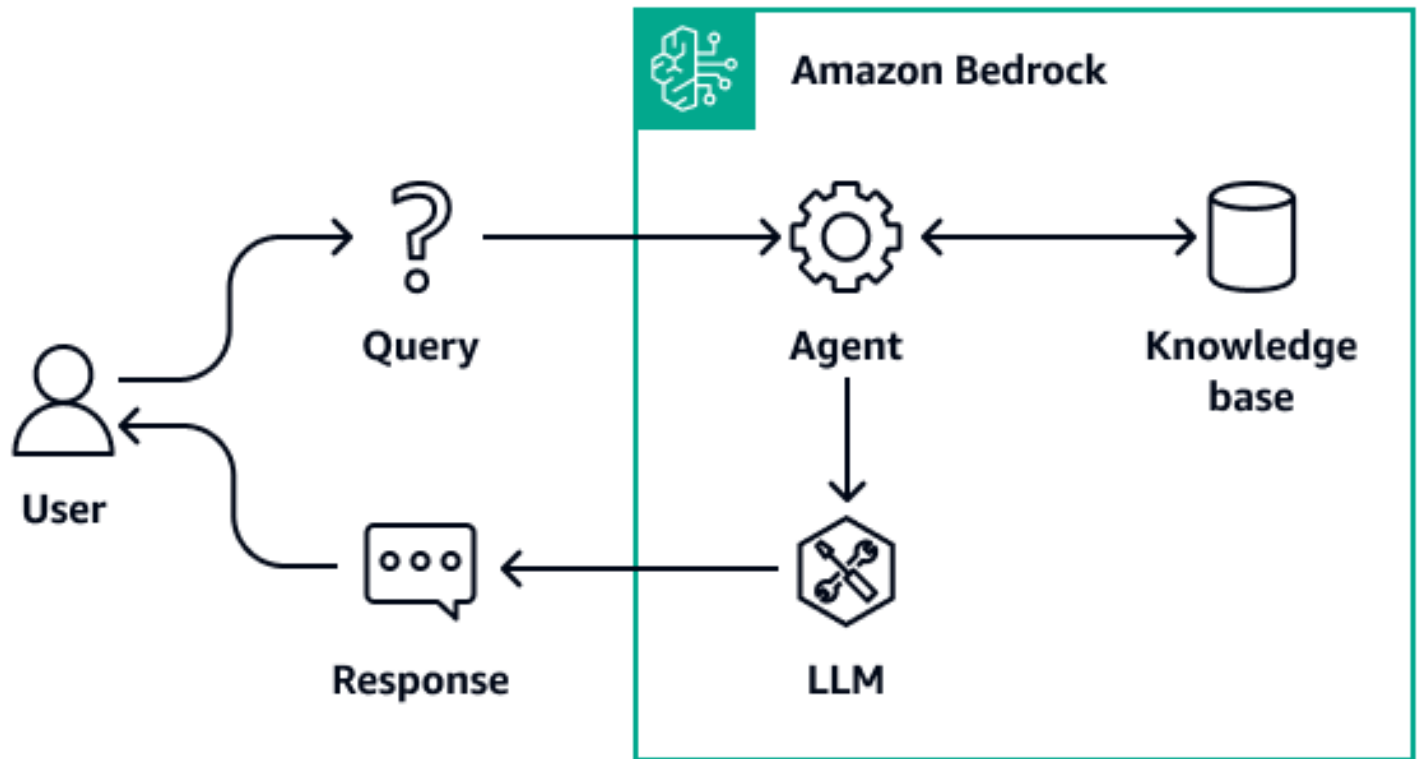 Amazon Bedrock
Query
Agent
Knowledge
base
User
Response
LLM